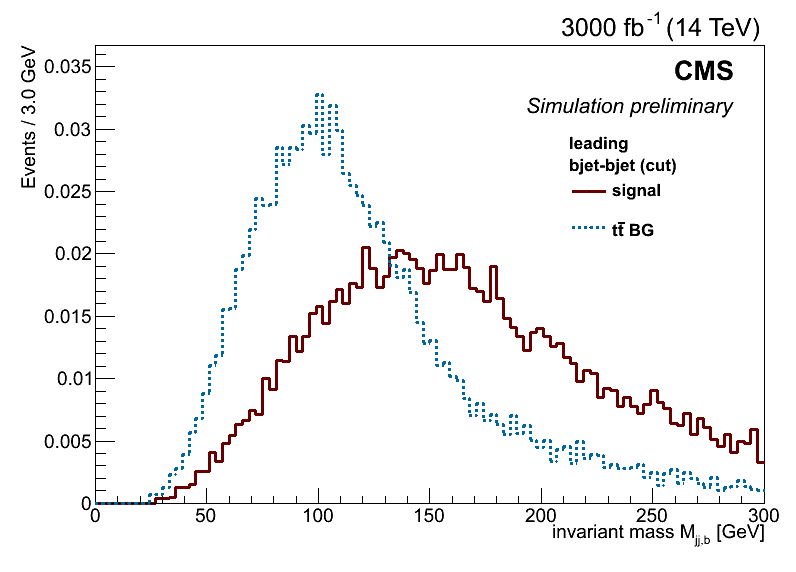 3000 fb-1 (14 TeV)
CMS
Simulation preliminary
leading
bjet-bjet (cut)
signal
tt̄ BG
Events / 3.0 GeV
0.035
0.03
0.025
0.02
0.015
0.01
0.005
0
0 50 100 150 200 250 300
invariant mass Mjj,b [GeV]